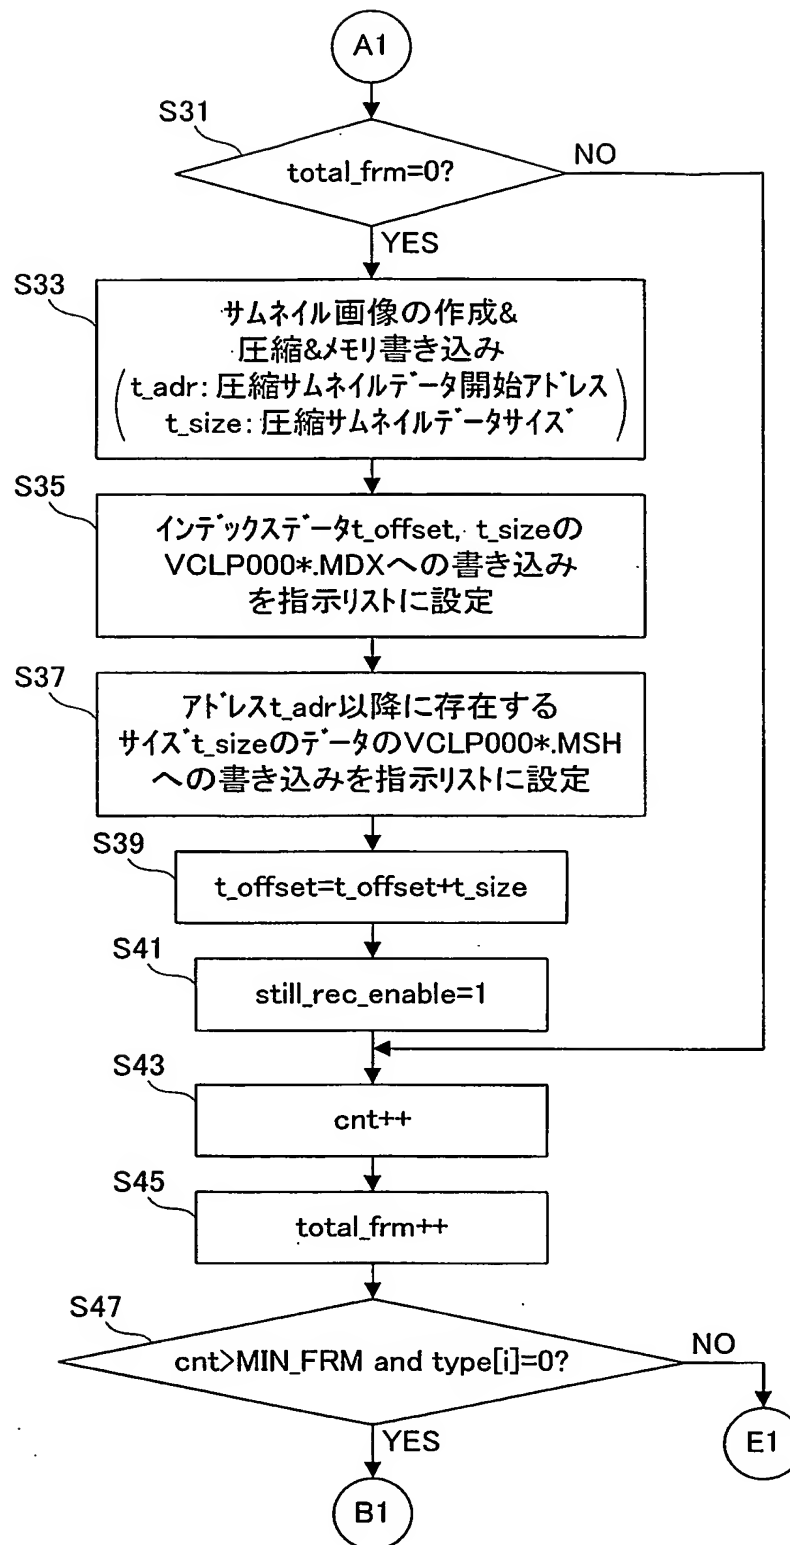 A1
S31
total_frm=0?
NO
YES
S33
サムネイル画像の作成&
圧縮&メモリ書き込み
(t_adr: 圧縮サムネイルデータ開始アドレス
t_size: 圧縮サムネイルデータサイズ)
S35
インデックスデータt_offset, t_sizeの
VCLP000*.MDXへの書き込み
を指示リストに設定
S37
アドレスt_adr以降に存在する
サイズt_sizeのデータのVCLP000*.MSH
への書き込みを指示リストに設定
S39
t_offset=t_offset+t_size
S41
still_rec_enable=1
S43
cnt++
S45
total_frm++
S47
cnt>MIN_FRM and type[i]=0?
NO
YES
E1
B1